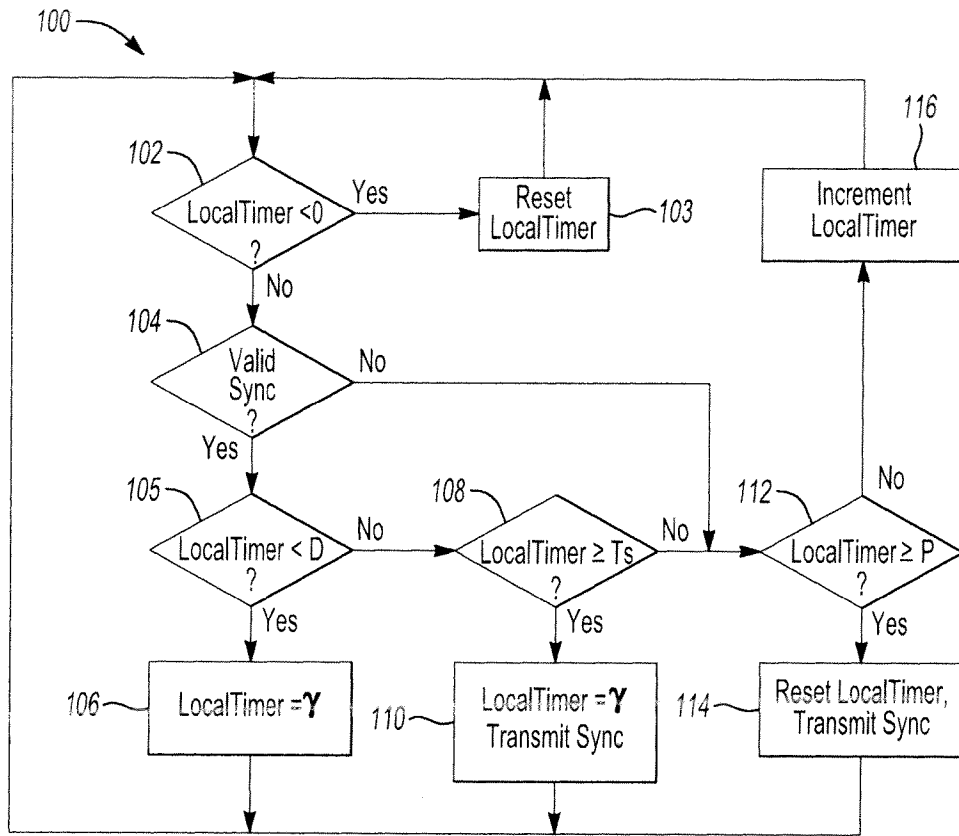 100
102
LocalTimer <0
?
Yes
No
Reset
LocalTimer
103
116
Increment
LocalTimer
104
Valid
Sync
?
No
Yes
105
LocalTimer < D
?
No
Yes
108
LocalTimer ≥ Ts
?
No
Yes
112
LocalTimer ≥ P
?
No
Yes
106
LocalTimer =γ
110
LocalTimer =γ
Transmit Sync
114
Reset LocalTimer,
Transmit Sync